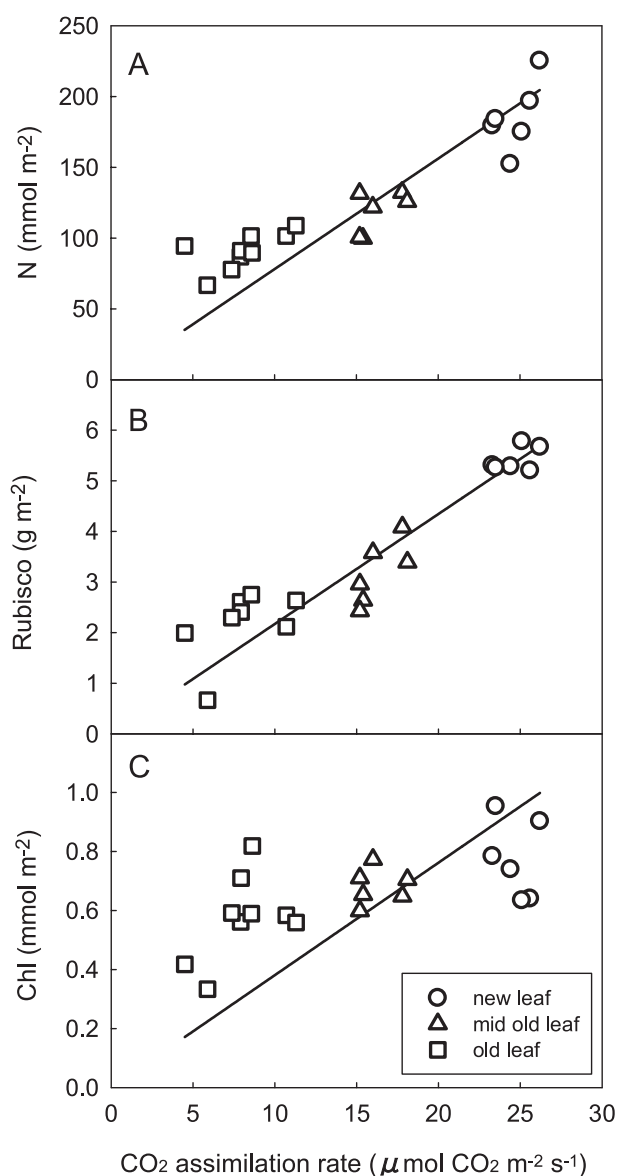 250
A
200
150
100
50
0
N (mmol m-2)
B
6
5
4
3
2
1
0
Rubisco (g m-2)
C
1.0
0.8
0.6
0.4
0.2
0.0
Chl (mmol m-2)
new leaf
mid old leaf
old leaf
0 5 10 15 20 25 30
CO2 assimilation rate (μmol CO2 m-2 s-1)